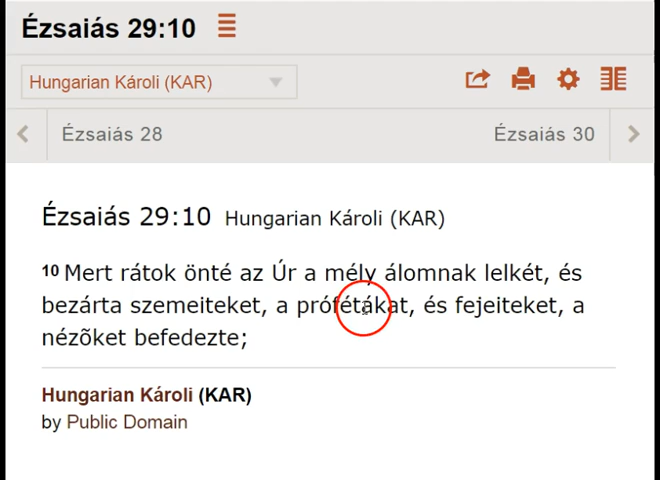 Ézsaiás 29:10
Hungarian Károli (KAR)
Ézsaiás 28
Ézsaiás 30
Ézsaiás 29:10 Hungarian Károli (KAR)
10 Mert rátok önté az Úr a mély álomnak lelkét, és
bezárta szemeiteket, a prófétákat, és fejeiteket, a
nézõket befedezte;
Hungarian Károli (KAR)
by Public Domain